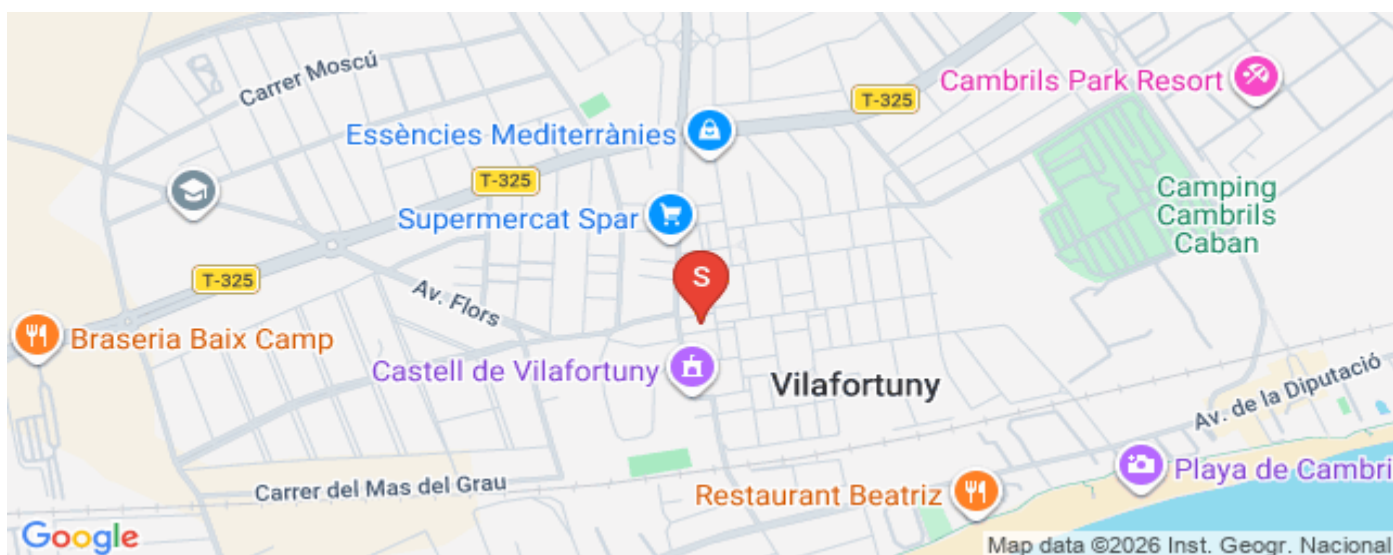 Carrer Moscú
Cambrils Park Resort
T-325
Essències Mediterrànies
T-325
Camping
Cambrils
Caban
Supermercat Spar
S
T-325
Av. Flors
Braseria Baix Camp
Castell de Vilafortuny
Vilafortuny
Av. de la Diputació
Playa de Cambri
Carrer del Mas del Grau
Restaurant Beatriz
Google
Map data ©2026 Inst. Geogr. Nacional